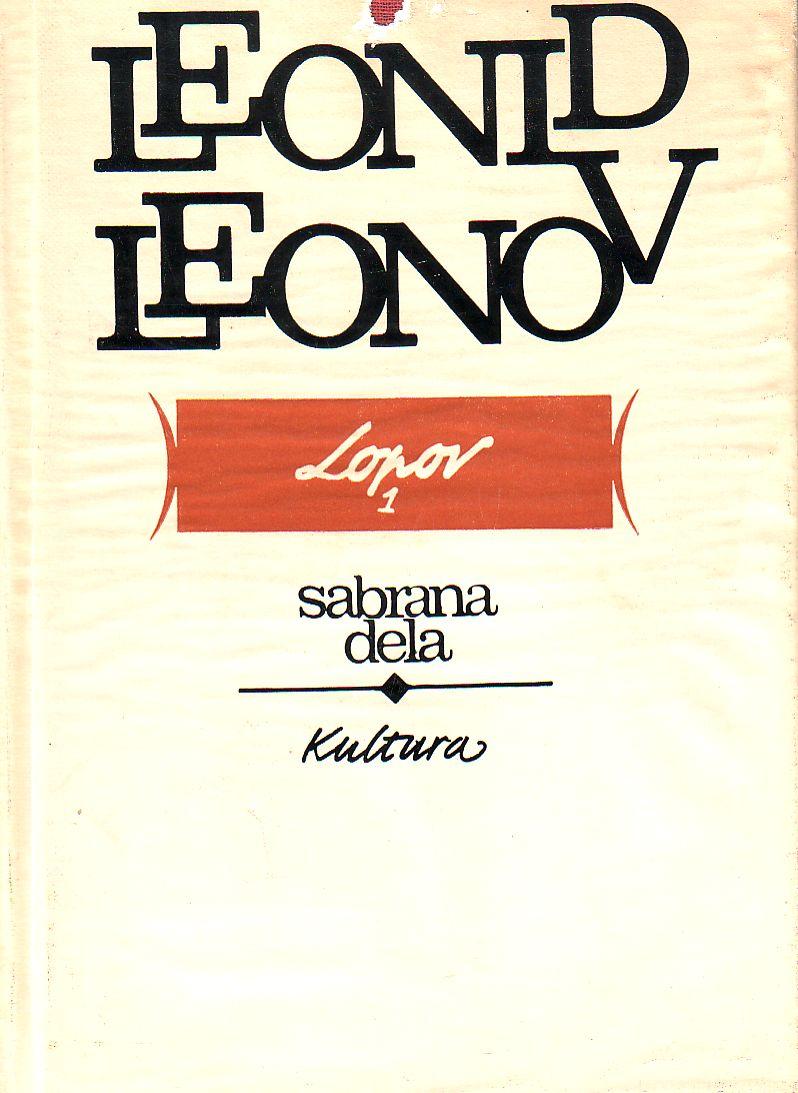 LEONID
LEONOV
Lopov
1
sabrana
dela
Kultura